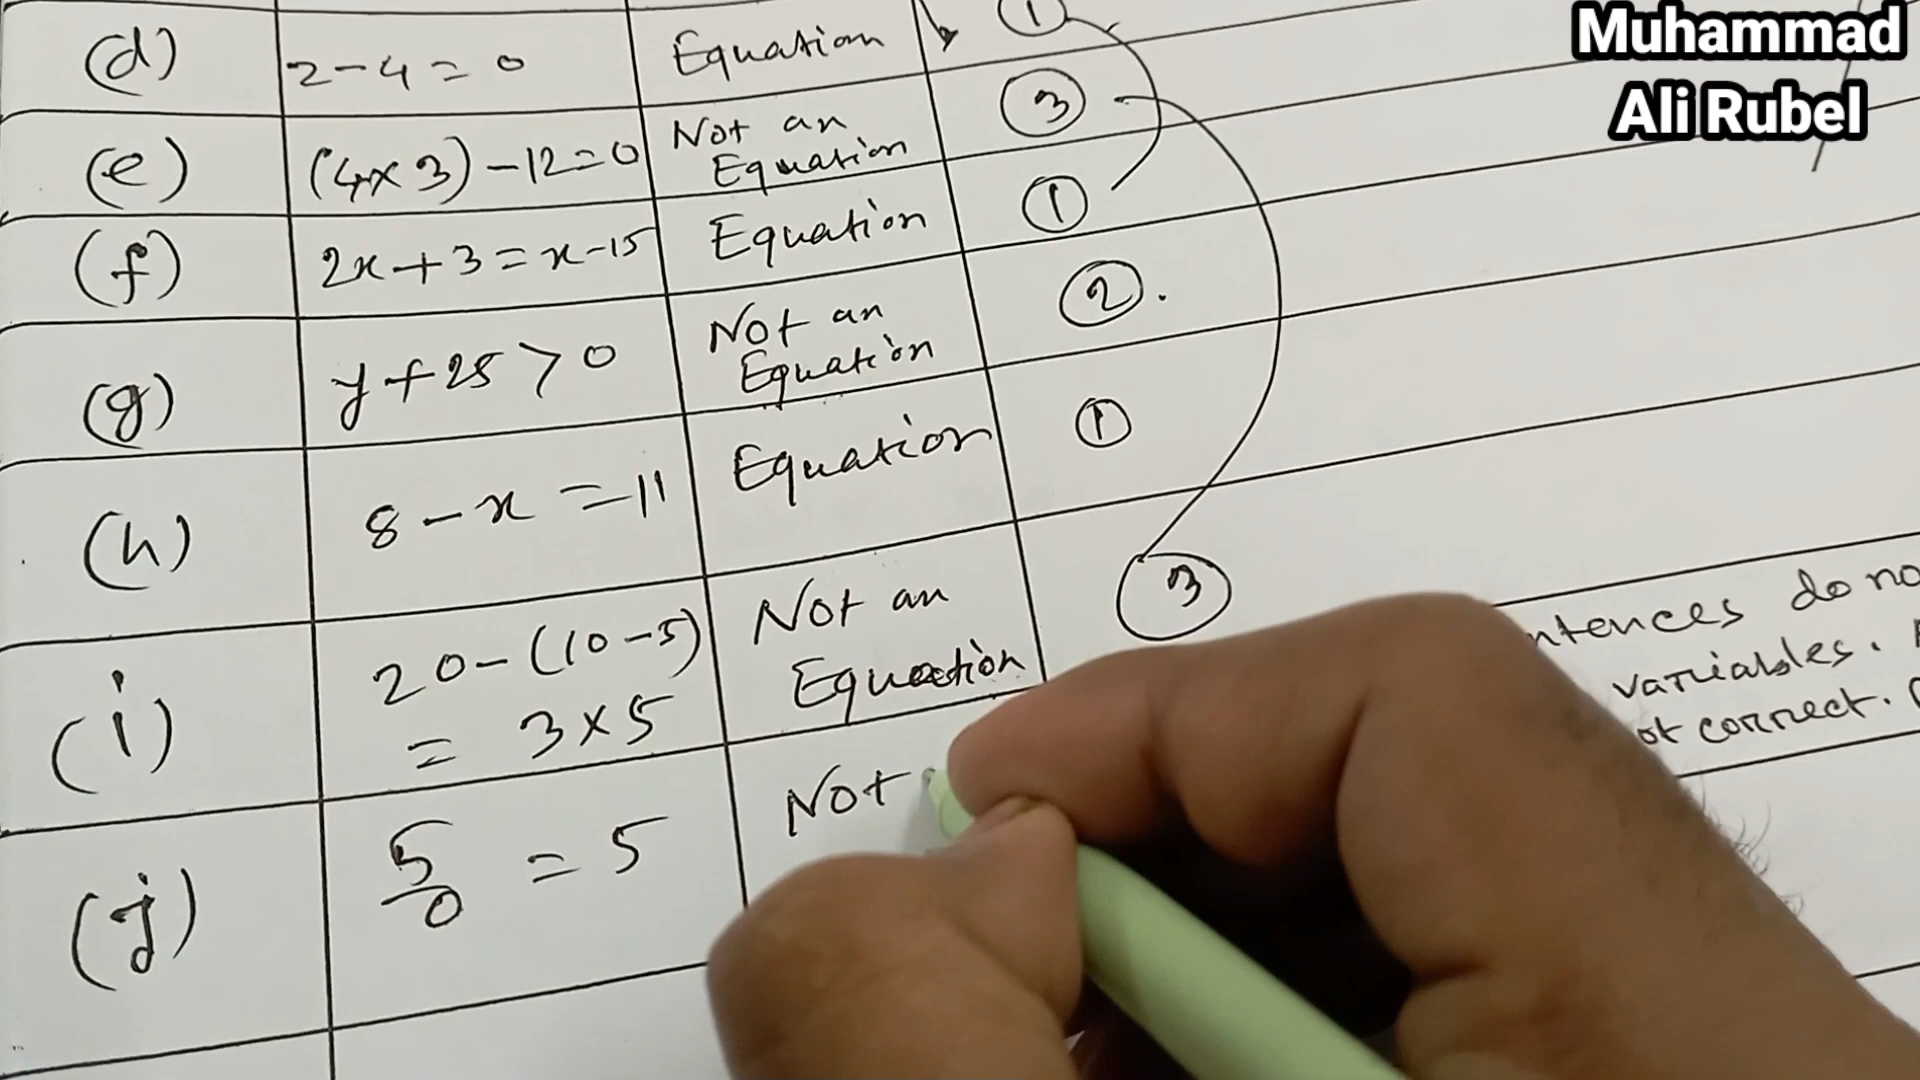 Muhammad
Ali Rubel
(d) 2-4=0 Equation ①
(e) (4×3)-12=0 Not an
Equation ③
(f) 2x+3=x-15 Equation ①
(g) y+25>0 Not an
Equation ②.
(h) 8-x=11 Equation ①
(i) 20-(10-5)
= 3×5 Not an
Equation ③
do no
variables.
correct.
(j) 5/0 = 5 Not